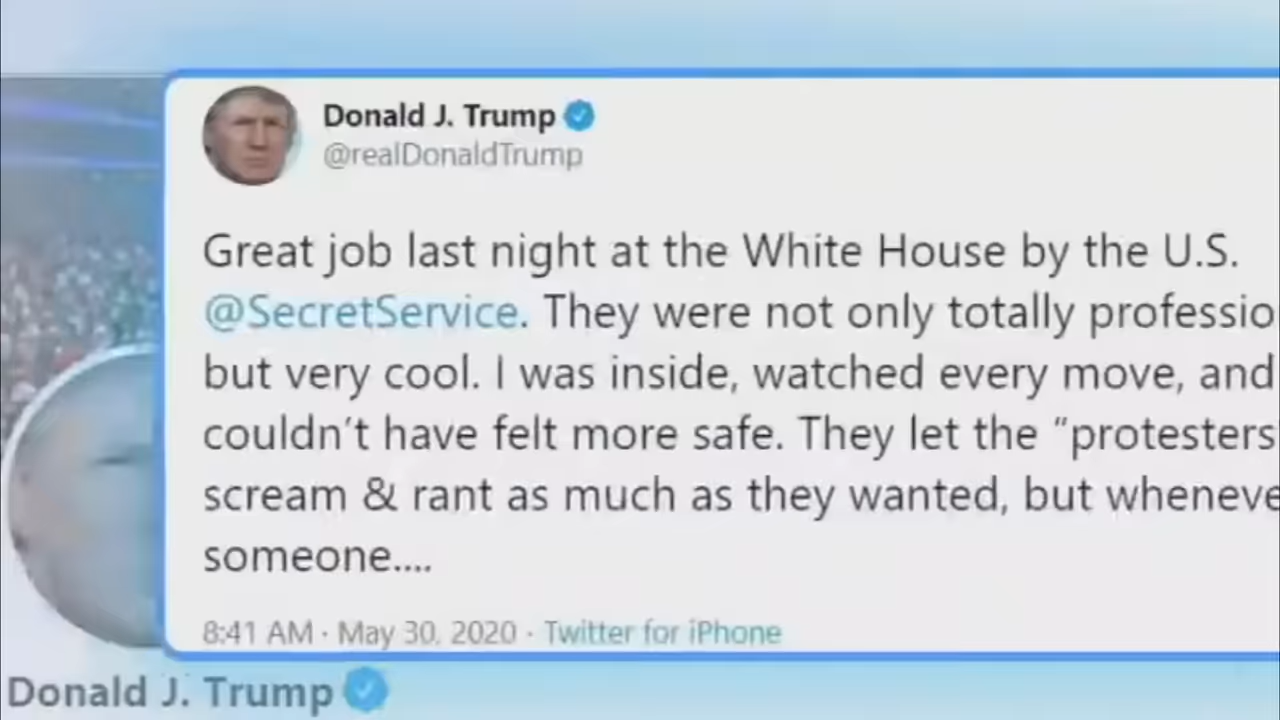 Donald J. Trump
@realDonaldTrump
Great job last night at the White House by the U.S.
@SecretService. They were not only totally professio
but very cool. I was inside, watched every move, and
couldn't have felt more safe. They let the “protesters
scream & rant as much as they wanted, but wheneve
someone....
8:41 AM · May 30, 2020 · Twitter for iPhone
Donald J. Trump